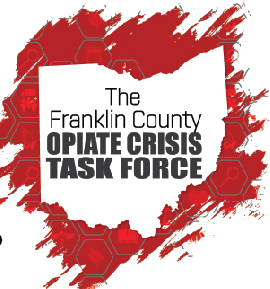 The
Franklin County
OPIATE CRISIS
TASK FORCE